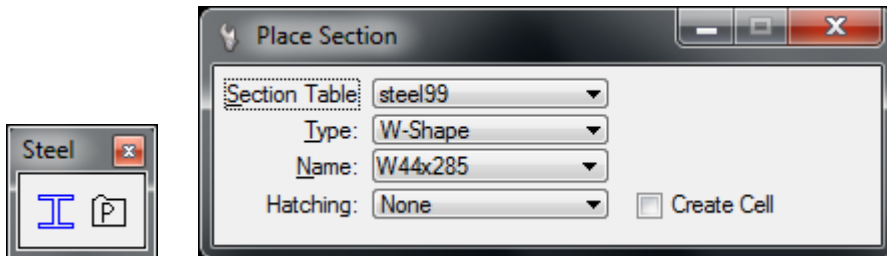 Steel
P
Place Section
Section Table steel99
Type: W-Shape
Name: W44x285
Hatching: None Create Cell